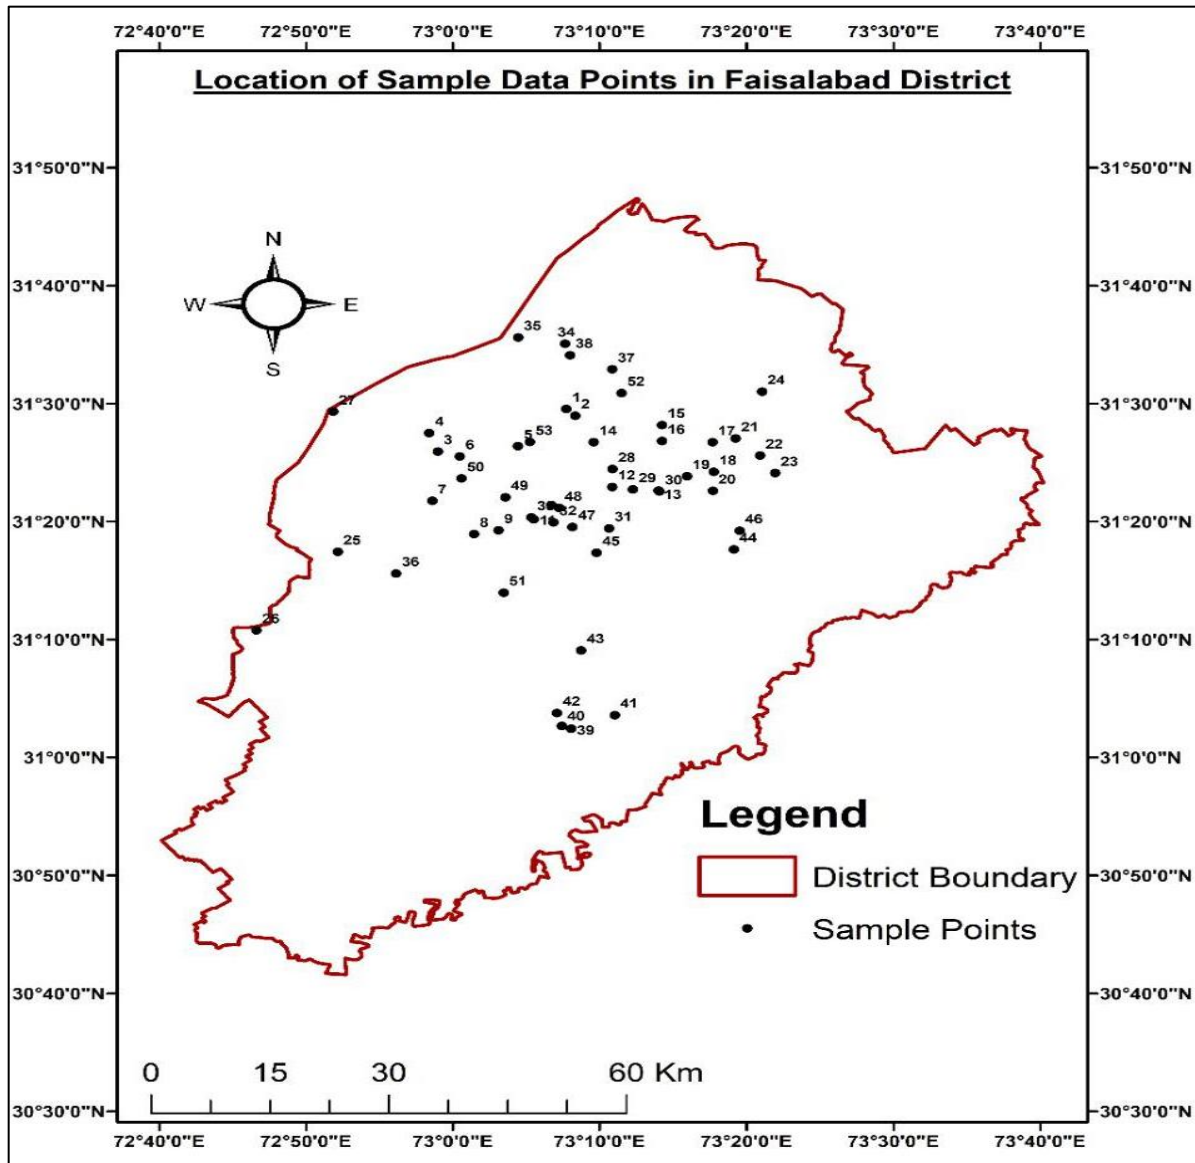 72°40'0"E 72°50'0"E 73°0'0"E 73°10'0"E 73°20'0"E 73°30'0"E 73°40'0"E
Location of Sample Data Points in Faisalabad District
31°50'0"N 31°50'0"N
N
31°40'0"N 31°40'0"N
W E
S
35 34
38
37
24
52
31°30'0"N 31°30'0"N
27
1 2
15
4
53
5
14
16
17
21
3
6
22
50
28
19
18
23
7
49
12
29
30
13
20
48
32
47
8
9
31
46
31°20'0"N 31°20'0"N
25
45
44
36
51
26
31°10'0"N 31°10'0"N
43
42
41
40
39
31°0'0"N 31°0'0"N
Legend
30°50'0"N 30°50'0"N
District Boundary
Sample Points
30°40'0"N 30°40'0"N
0 15 30 60 Km
30°30'0"N 30°30'0"N
72°40'0"E 72°50'0"E 73°0'0"E 73°10'0"E 73°20'0"E 73°30'0"E 73°40'0"E